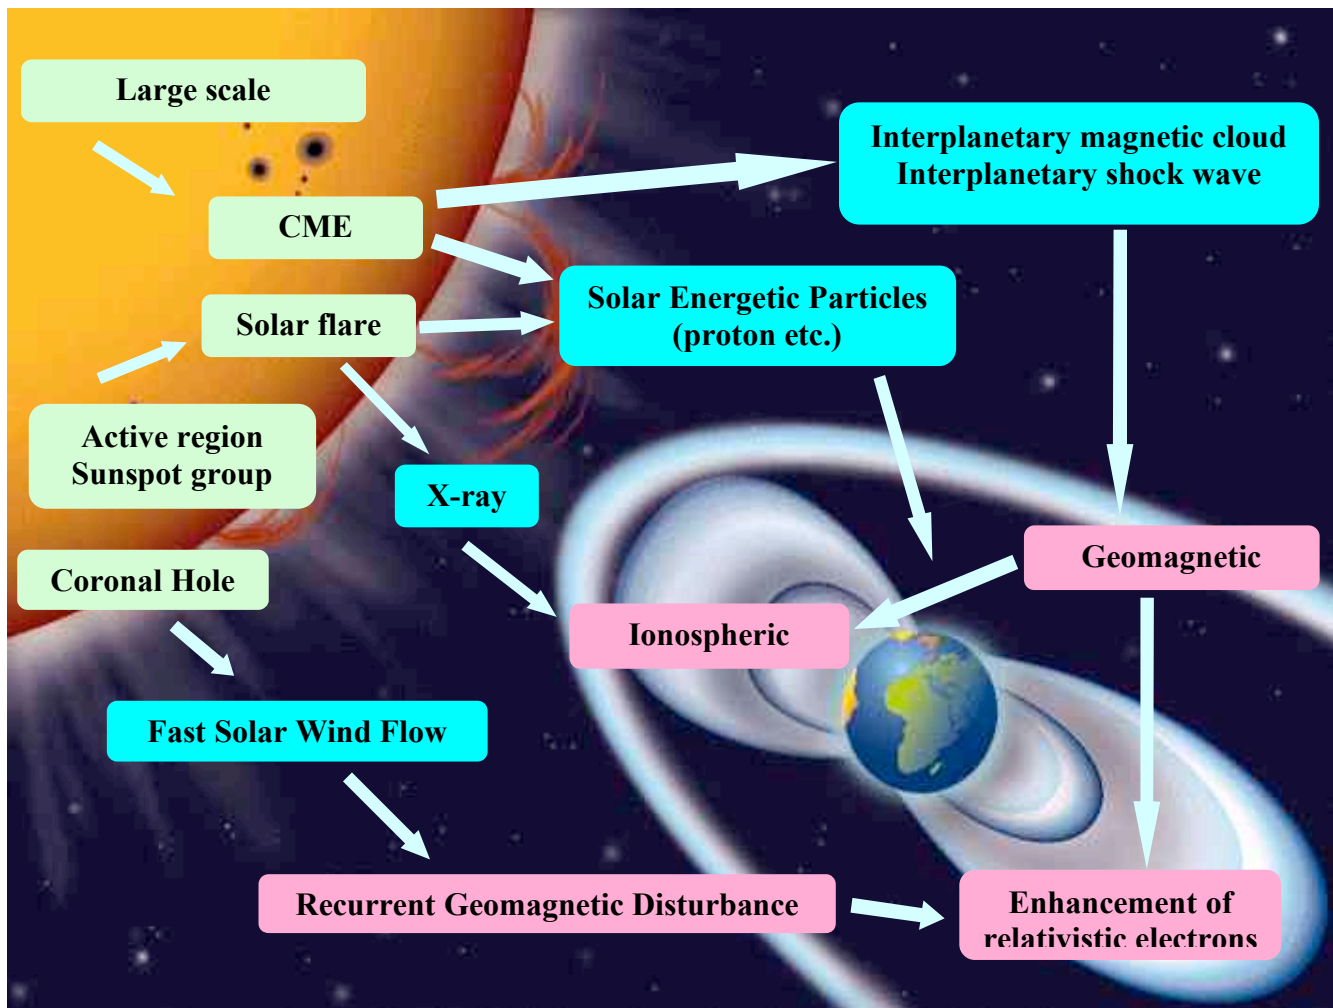 Large scale
Interplanetary magnetic cloud
Interplanetary shock wave
CME
Solar Energetic Particles
(proton etc.)
Solar flare
Active region
Sunspot group
X-ray
Geomagnetic
Coronal Hole
Ionospheric
Fast Solar Wind Flow
Recurrent Geomagnetic Disturbance
Enhancement of
relativistic electrons